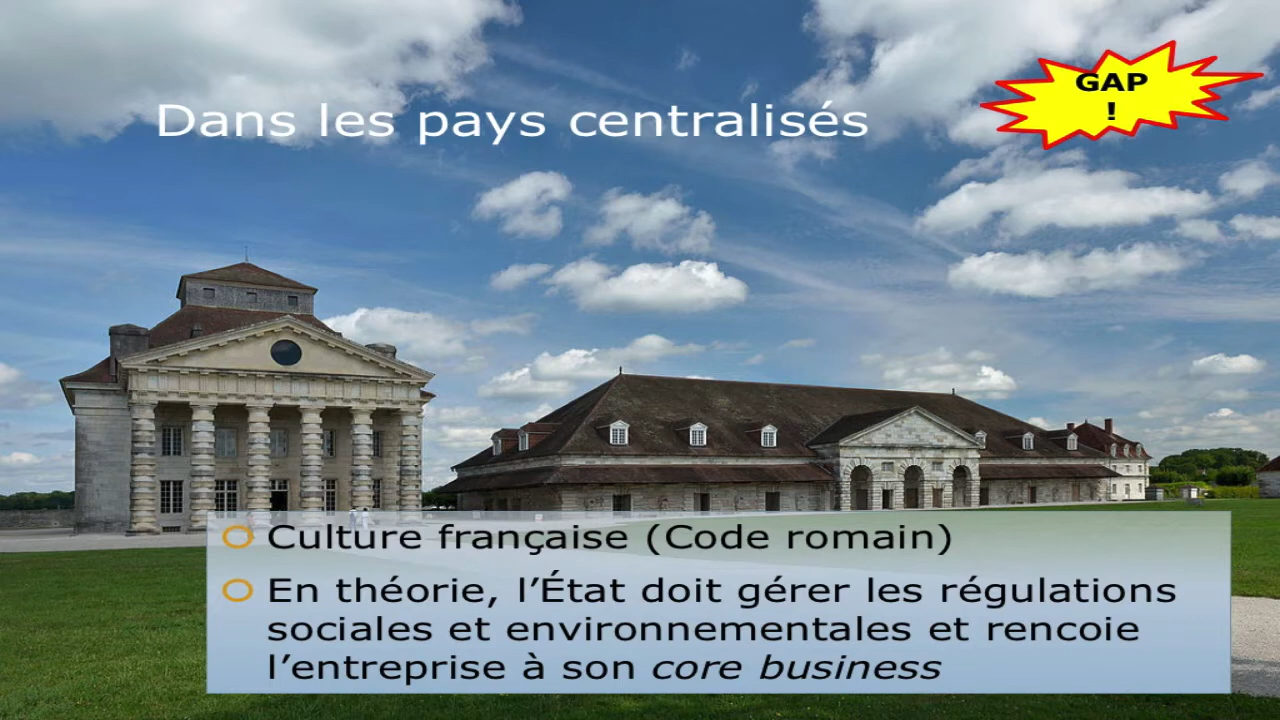 Dans les pays centralisés
GAP
!
Culture française (Code romain)
En théorie, l’État doit gérer les régulations
sociales et environnementales et rencoie
l’entreprise à son core business